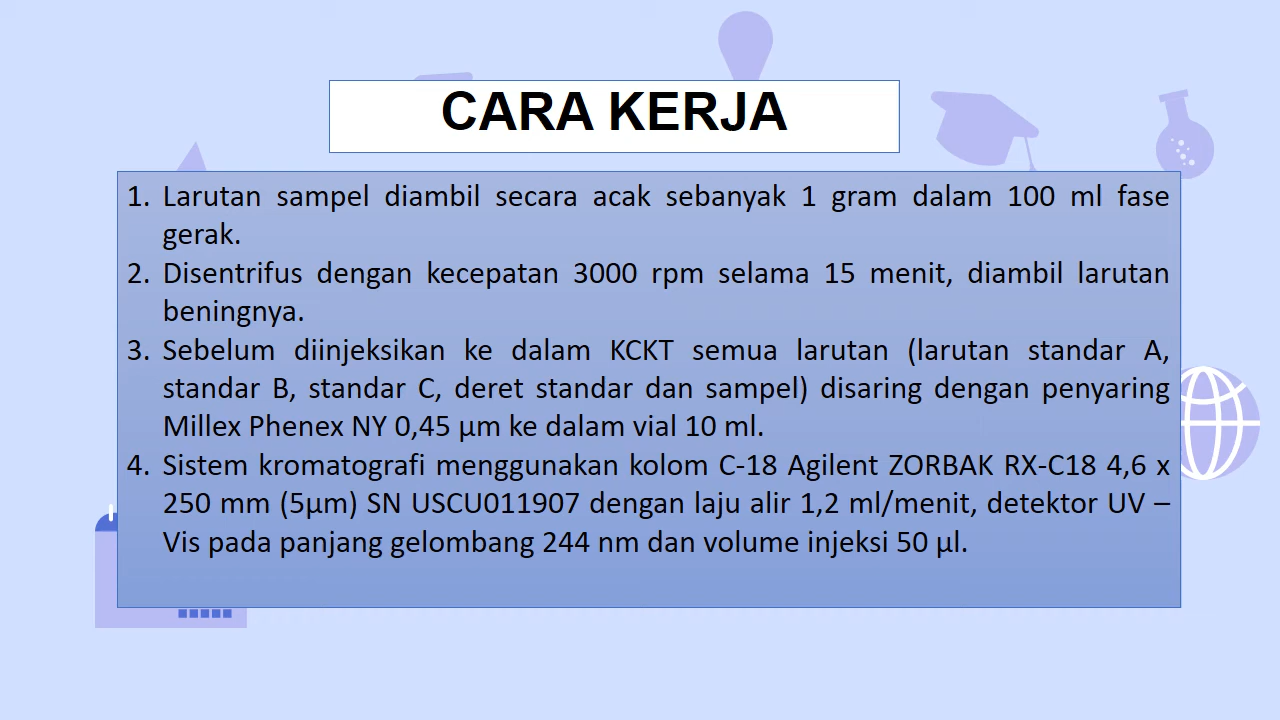 CARA KERJA
1. Larutan sampel diambil secara acak sebanyak 1 gram dalam 100 ml fase
gerak.
2. Disentrifus dengan kecepatan 3000 rpm selama 15 menit, diambil larutan
beningnya.
3. Sebelum diinjeksikan ke dalam KCKT semua larutan (larutan standar A,
standar B, standar C, deret standar dan sampel) disaring dengan penyaring
Millex Phenex NY 0,45 µm ke dalam vial 10 ml.
4. Sistem kromatografi menggunakan kolom C-18 Agilent ZORBAK RX-C18 4,6 x
250 mm (5µm) SN USCU011907 dengan laju alir 1,2 ml/menit, detektor UV –
Vis pada panjang gelombang 244 nm dan volume injeksi 50 µl.